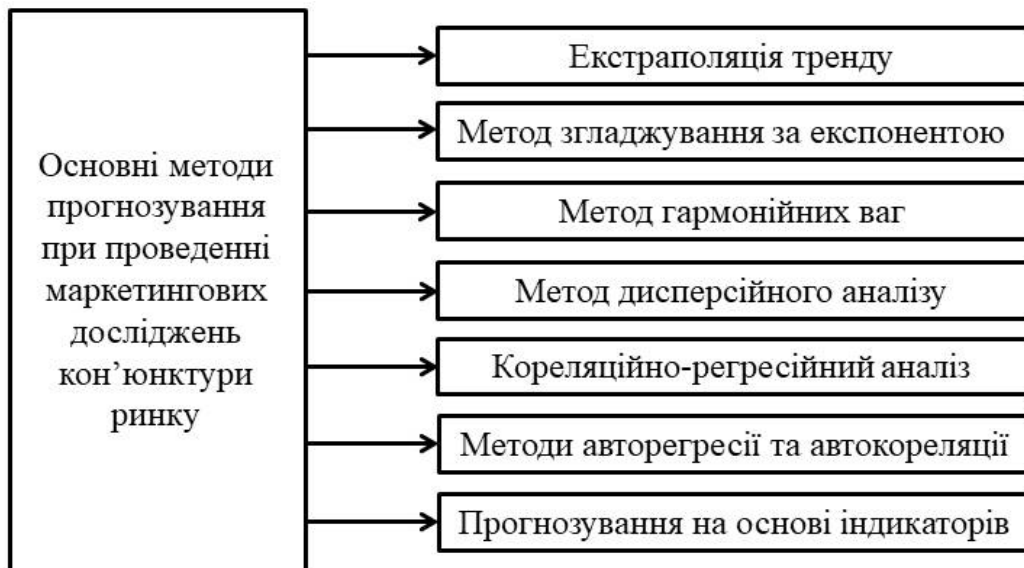 Основні методи
прогнозування
при проведенні
маркетингових
досліджень
кон’юнктури
ринку
Екстраполяція тренду
Метод згладжування за експонентою
Метод гармонійних ваг
Метод дисперсійного аналізу
Кореляційно-регресійний аналіз
Методи авторегресії та автокореляції
Прогнозування на основі індикаторів